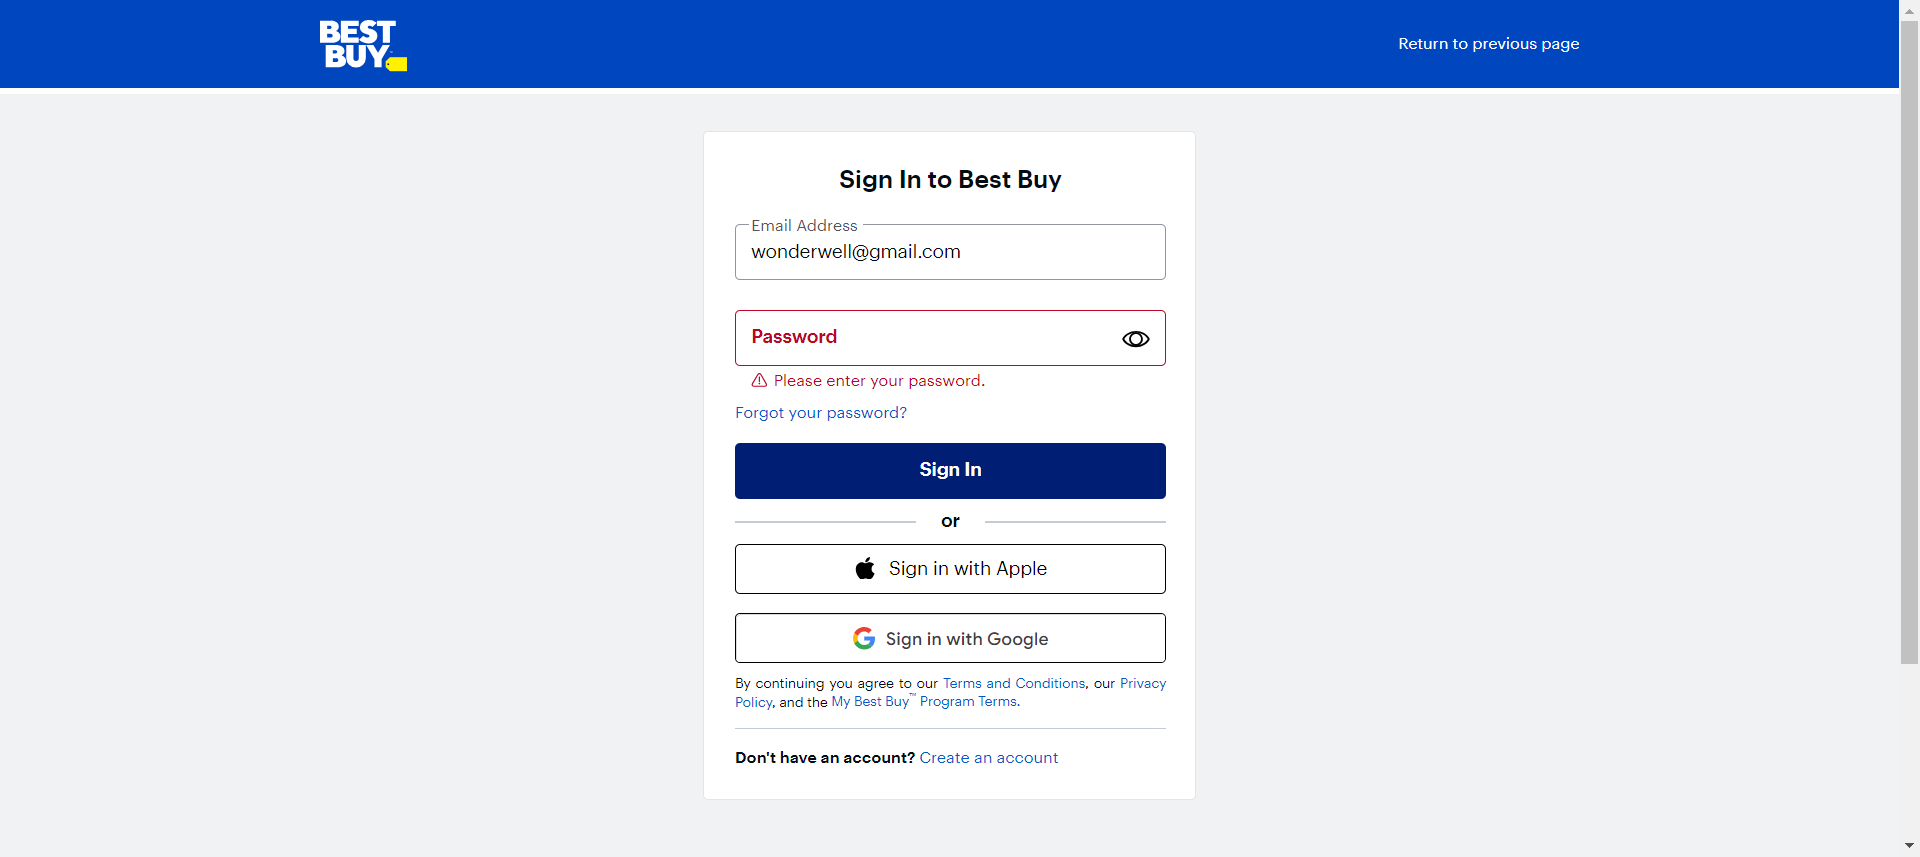 BEST
BUY
Return to previous page
Sign In to Best Buy
Email Address
wonderwell@gmail.com
Password
Please enter your password.
Forgot your password?
Sign In
or
Sign in with Apple
Sign in with Google
By continuing you agree to our Terms and Conditions, our Privacy
Policy, and the My Best Buy™ Program Terms.
Don't have an account? Create an account